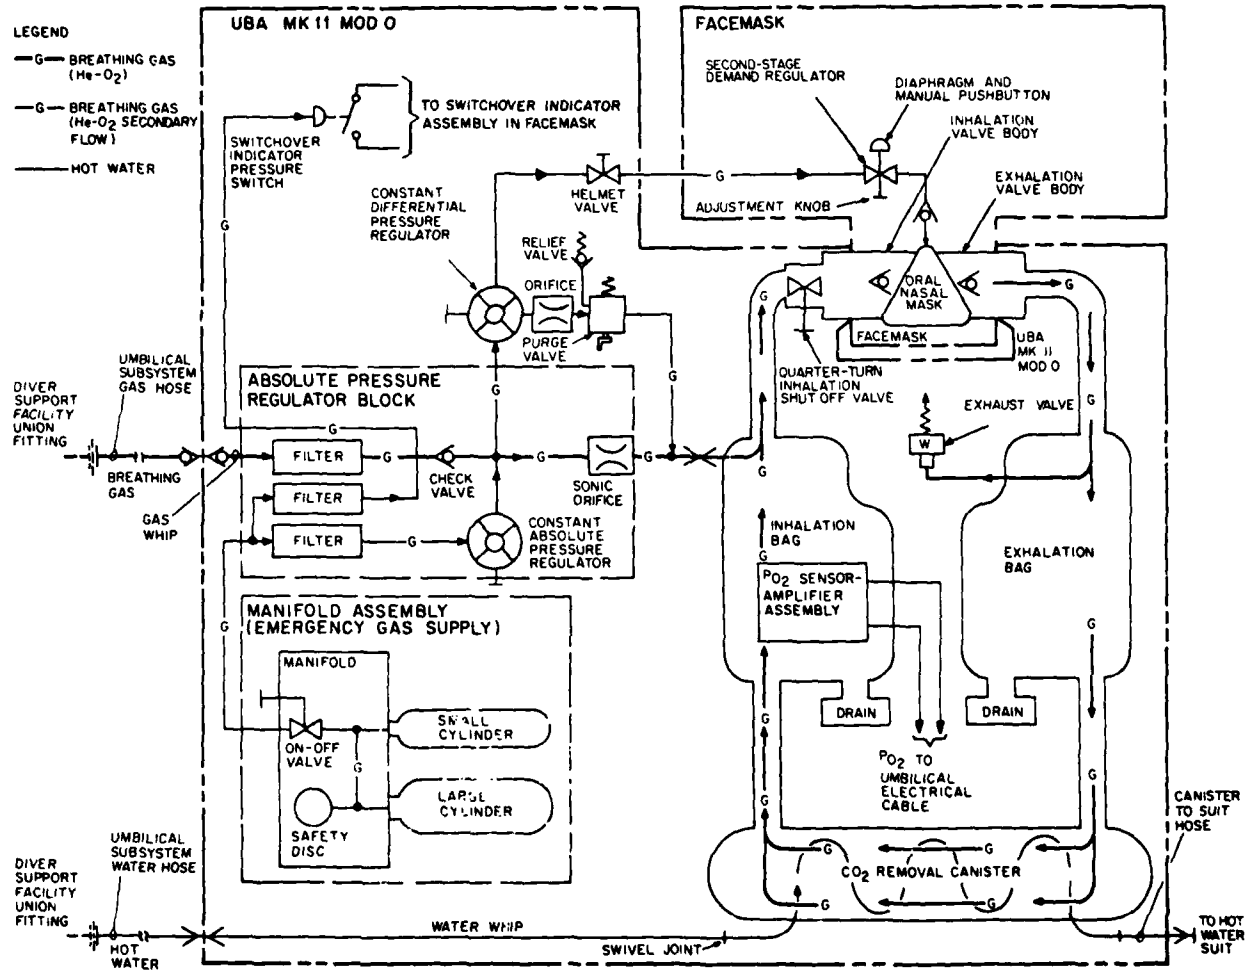 LEGEND
G BREATHING GAS
(He-O2)
G BREATHING GAS
(He-O2 SECONDARY
FLOW)
HOT WATER
UBA MK 11 MOD 0
TO SWITCHOVER INDICATOR
ASSEMBLY IN FACEMASK
SWITCHOVER
INDICATOR
PRESSURE
SWITCH
G
CONSTANT
DIFFERENTIAL
PRESSURE
REGULATOR
HELMET
VALVE
RELIEF
VALVE
ORIFICE
PURGE
VALVE
G
G
FACEMASK
SECOND-STAGE
DEMAND REGULATOR
DIAPHRAGM AND
MANUAL PUSHBUTTON
INHALATION
VALVE BODY
EXHALATION
VALVE BODY
G
ADJUSTMENT KNOB
ORAL
NASAL
MASK
G
G
FACEMASK
UBA
MK 11
MOD 0
QUARTER-TURN
INHALATION
SHUT OFF VALVE
EXHAUST VALVE
G
W
UMBILICAL
SUBSYSTEM
GAS HOSE
DIVER
SUPPORT
FACILITY
UNION
FITTING
BREATHING
GAS
GAS
WHIP
ABSOLUTE PRESSURE
REGULATOR BLOCK
G
FILTER
G
CHECK
VALVE
G
G
SONIC
ORIFICE
FILTER
FILTER
G
CONSTANT
ABSOLUTE
PRESSURE
REGULATOR
G
INHALATION
BAG
G
PO2 SENSOR-
AMPLIFIER
ASSEMBLY
EXHALATION
BAG
G
G
MANIFOLD ASSEMBLY
(EMERGENCY GAS SUPPLY)
MANIFOLD
ON-OFF
VALVE
G
SMALL
CYLINDER
LARGE
CYLINDER
SAFETY
DISC
DRAIN
DRAIN
G
G
G
PO2 TO
UMBILICAL
ELECTRICAL
CABLE
CANISTER
TO SUIT
HOSE
G
G
CO2 REMOVAL CANISTER
G
G
UMBILICAL
SUBSYSTEM
WATER HOSE
DIVER
SUPPORT
FACILITY
UNION
FITTING
HOT
WATER
WATER WHIP
SWIVEL JOINT
TO HOT
WATER
SUIT